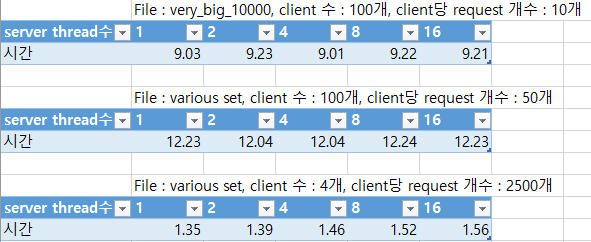 File : very_big_10000, client 수 : 100개, client당 request 개수 : 10개
server thread수 1 2 4 8 16
시간 9.03 9.23 9.01 9.22 9.21
File : various set, client 수 : 100개, client당 request 개수 : 50개
server thread수 1 2 4 8 16
시간 12.23 12.04 12.04 12.24 12.23
File : various set, client 수 : 4개, client당 request 개수 : 2500개
server thread수 1 2 4 8 16
시간 1.35 1.39 1.46 1.52 1.56